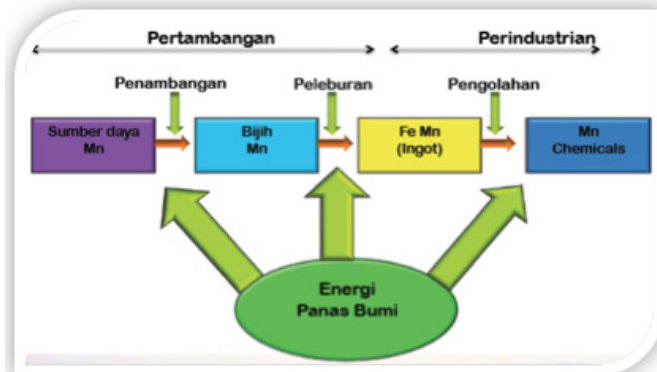 Pertambangan
Perindustrian
Penambangan
Peleburan
Pengolahan
Sumber daya
Mn
Bijih
Mn
Fe Mn
(Ingot)
Mn
Chemicals
Energi
Panas Bumi